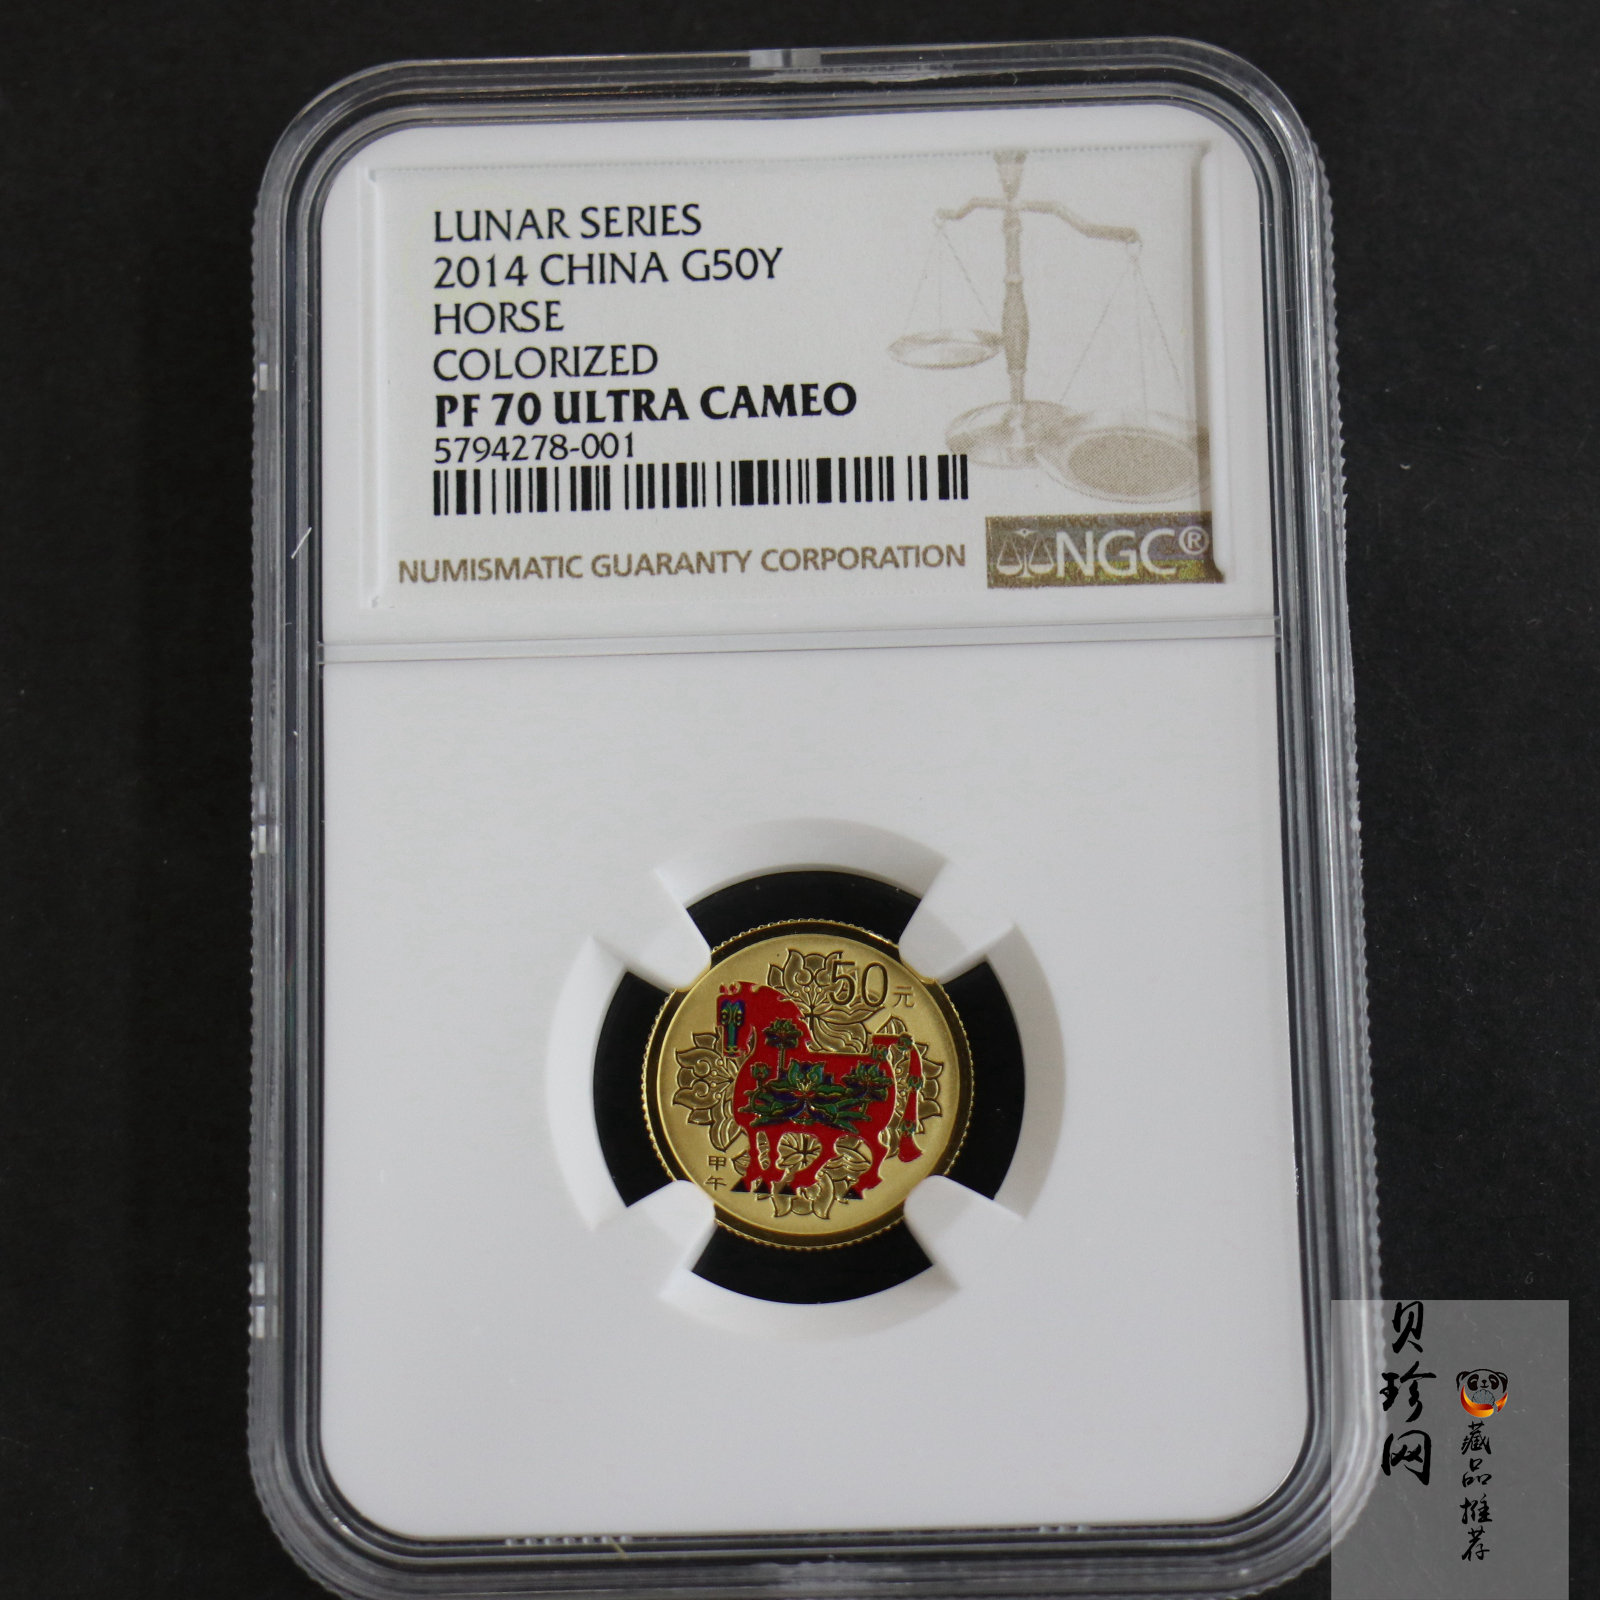 LUNAR SERIES
2014 CHINA G50Y
HORSE
COLORIZED
PF 70 ULTRA CAMEO
5794278-001
NUMISMATIC GUARANTY CORPORATION
NGC®
50元
甲午
贝珍网
藏品推荐